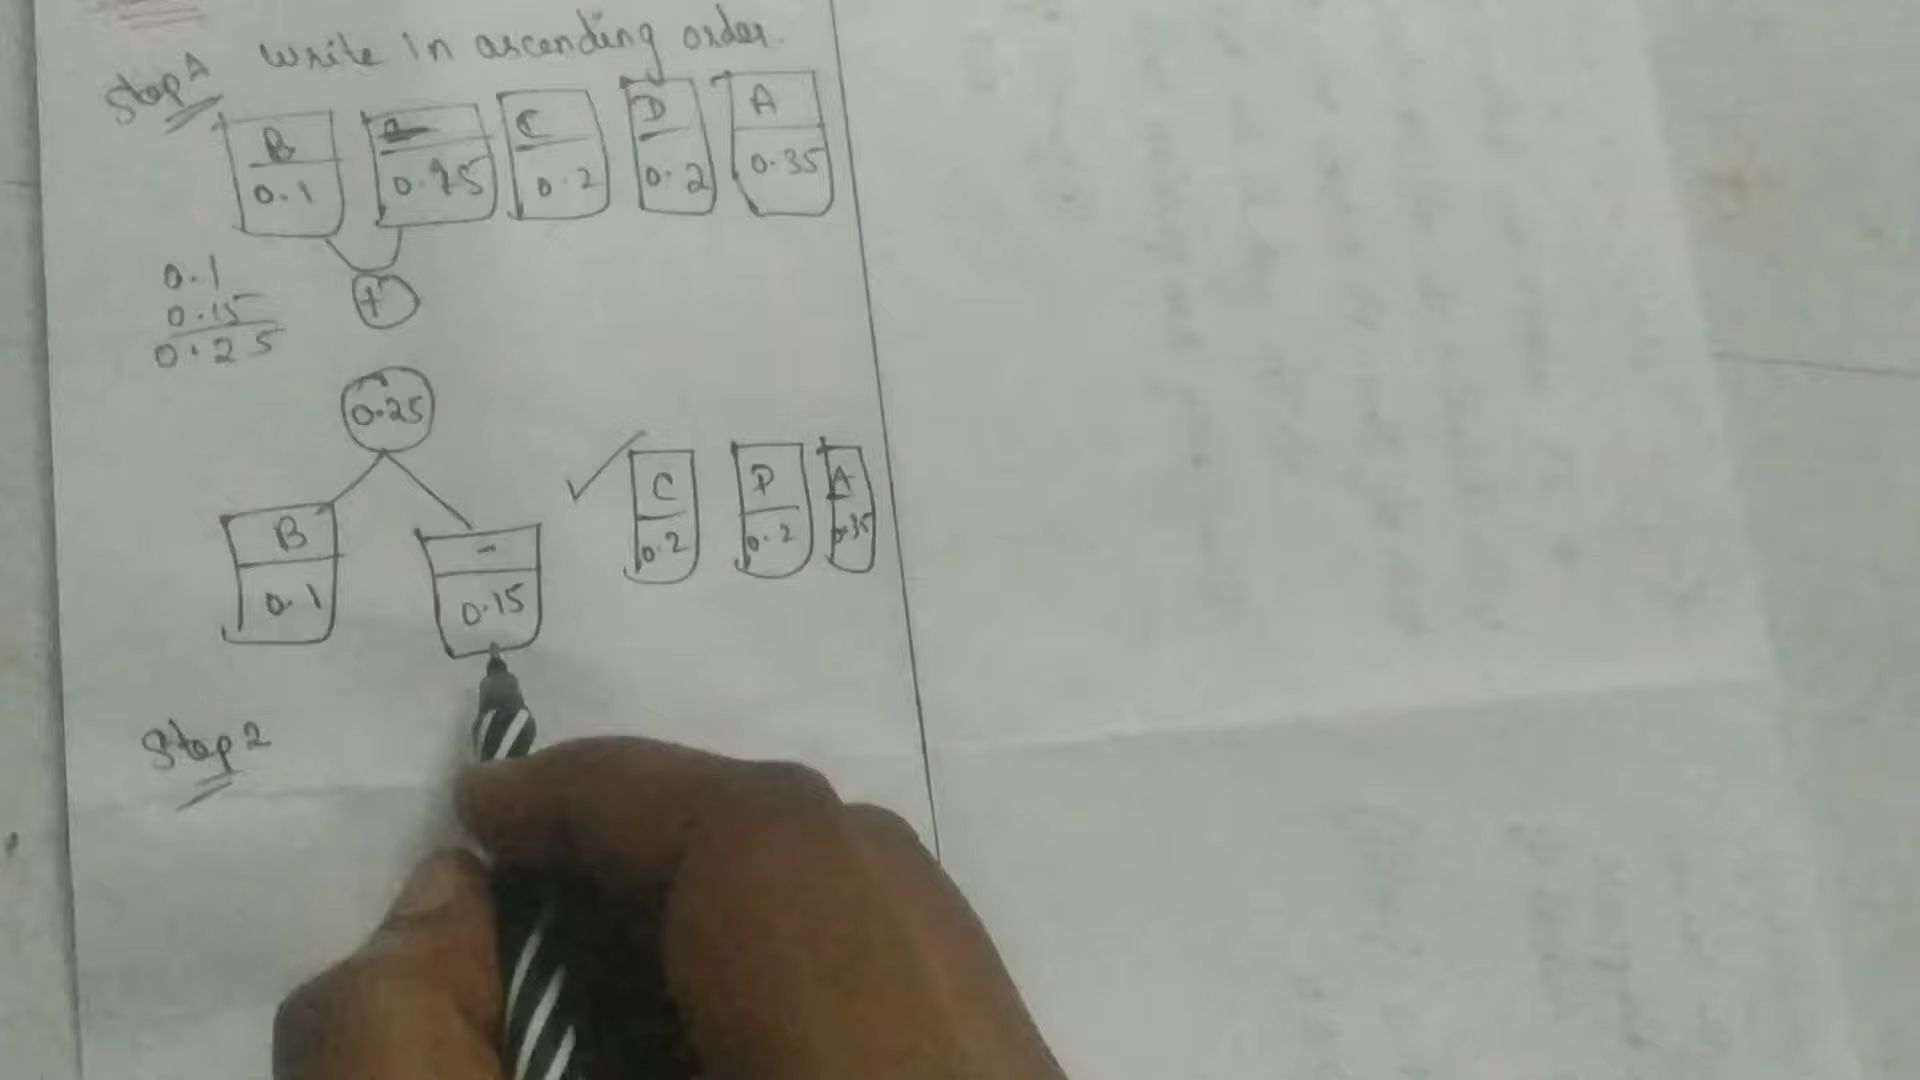 Step 1 Write in ascending order.
B - C D A
0.1 0.15 0.2 0.2 0.35
+
0.1
0.15
0.25
0.25
C D A
0.2 0.2 0.35
B -
0.1 0.15
Step 2